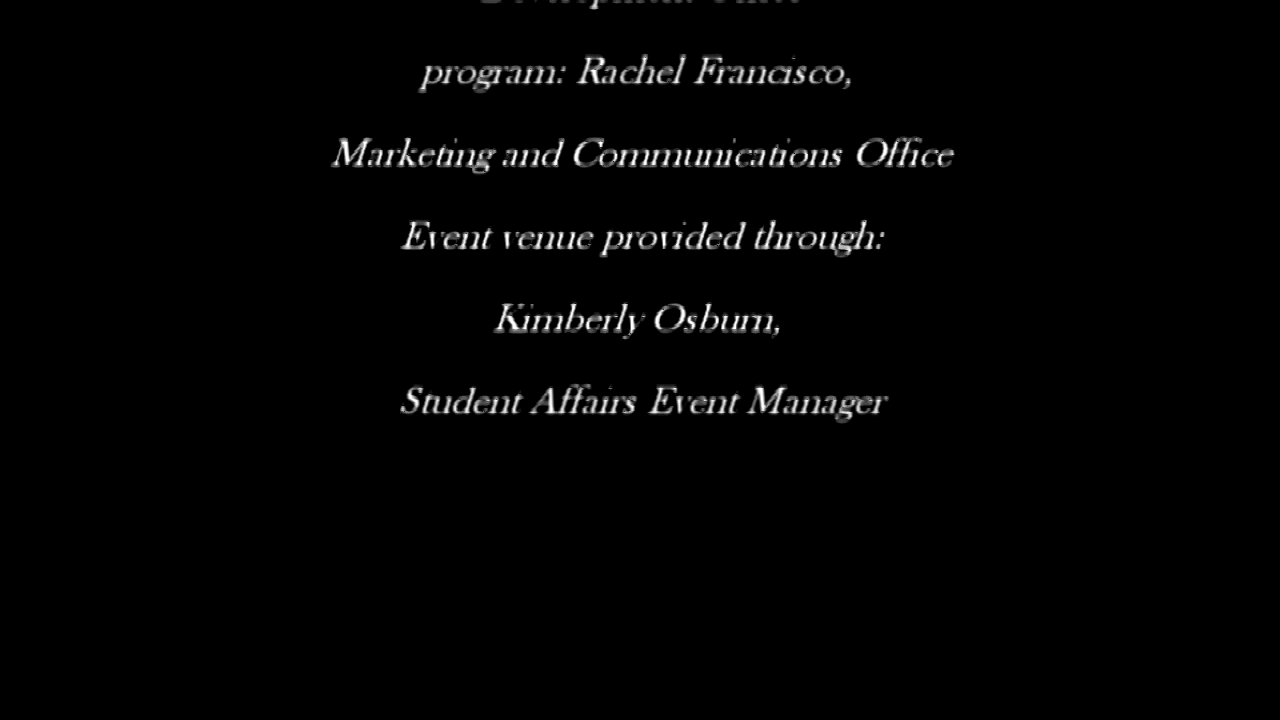 program: Rachel Francisco,
Marketing and Communications Office
Event venue provided through:
Kimberly Osburn,
Student Affairs Event Manager